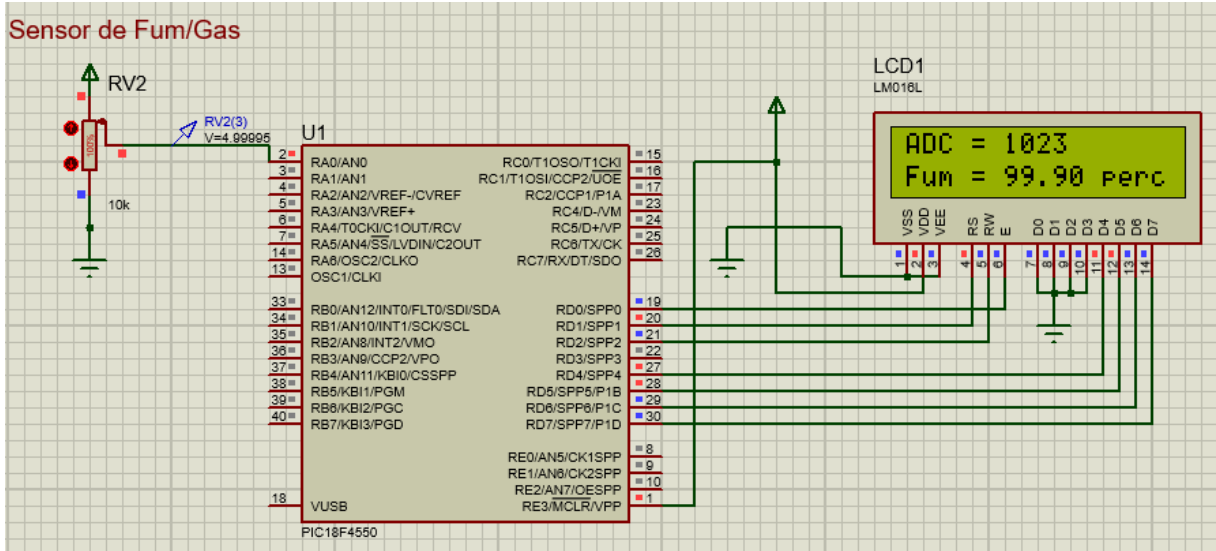 Sensor de Fum/Gas
RV2
100%
10k
RV2(3)
V=4.99995
U1
2 RA0/AN0
3 RA1/AN1
4 RA2/AN2/VREF-/CVREF
5 RA3/AN3/VREF+
6 RA4/T0CKI/C1OUT/RCV
7 RA5/AN4/SS/LVDIN/C2OUT
14 RA6/OSC2/CLKO
13 OSC1/CLKI
33 RB0/AN12/INT0/FLT0/SDI/SDA
34 RB1/AN10/INT1/SCK/SCL
35 RB2/AN8/INT2/VMO
36 RB3/AN9/CCP2/VPO
37 RB4/AN11/KBI0/CSSPP
38 RB5/KBI1/PGM
39 RB6/KBI2/PGC
40 RB7/KBI3/PGD
18 VUSB
RC0/T1OSO/T1CKI 15
RC1/T1OSI/CCP2/UOE 16
RC2/CCP1/P1A 17
RC4/D-/VM 23
RC5/D+/VP 24
RC6/TX/CK 25
RC7/RX/DT/SDO 26
RD0/SPP0 19
RD1/SPP1 20
RD2/SPP2 21
RD3/SPP3 22
RD4/SPP4 27
RD5/SPP5/P1B 28
RD6/SPP6/P1C 29
RD7/SPP7/P1D 30
RE0/AN5/CK1SPP 8
RE1/AN6/CK2SPP 9
RE2/AN7/OESPP 10
RE3/MCLR/VPP 1
PIC18F4550
LCD1
LM016L
ADC = 1023
Fum = 99.90 perc
VSS VDD VEE RS RW E D0 D1 D2 D3 D4 D5 D6 D7
1 2 3 4 5 6 7 8 9 10 11 12 13 14